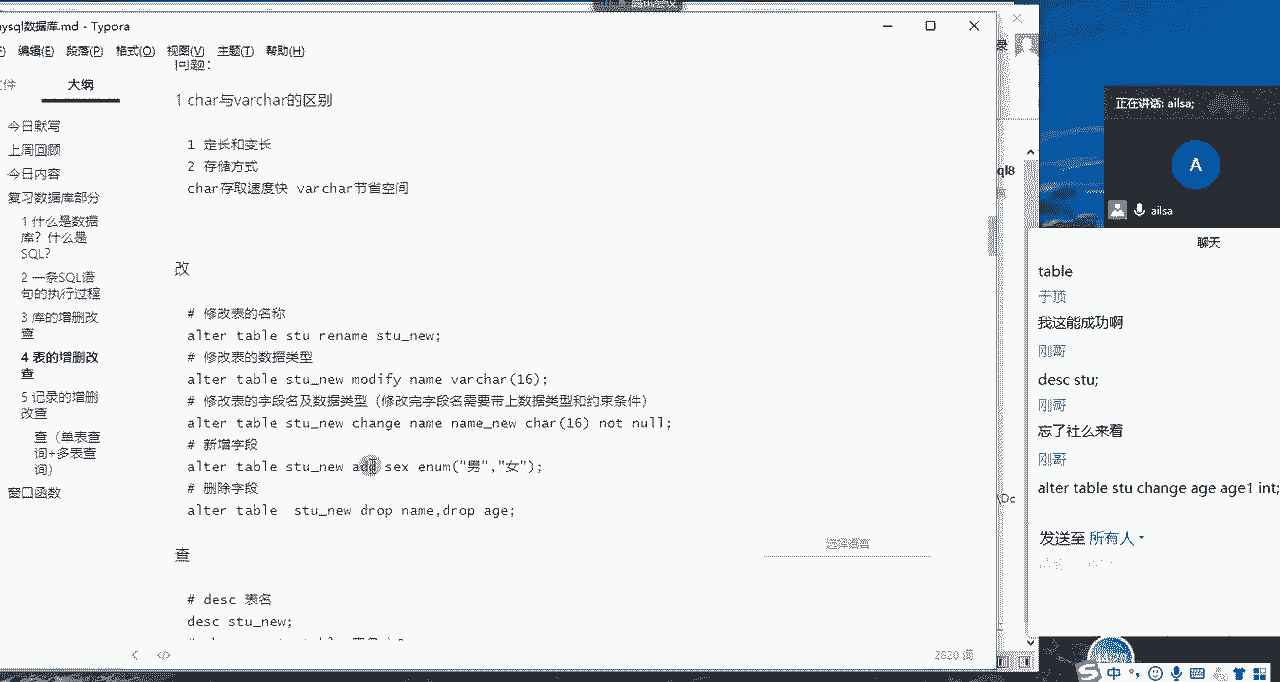 ysql数据库.md - Typora
编辑(E) 段落(P) 格式(O) 视图(V) 主题(T) 帮助(H)
大纲
今日默写
上周回顾
今日内容
复习数据库部分
1 什么是数据
库？什么是
SQL?
2 一条SQL语
句的执行过程
3 库的增删改
查
4 表的增删改
查
5 记录的增删
改查
查（单表查
询+多表查
询）
窗口函数
问题：
1 char与varchar的区别
1 定长和变长
2 存储方式
char存取速度快 varchar节省空间
改
# 修改表的名称
alter table stu rename stu_new;
# 修改表的数据类型
alter table stu_new modify name varchar(16);
# 修改表的字段名及数据类型（修改完字段名需要带上数据类型和约束条件）
alter table stu_new change name name_new char(16) not null;
# 新增字段
alter table stu_new add sex enum("男","女");
# 删除字段
alter table stu_new drop name,drop age;
选择语言
查
# desc 表名
desc stu_new;
2820 词
录
ql8
\Dc
正在讲话: ailsa;
A
ailsa
聊天
table
于顶
我这能成功啊
刚哥
desc stu;
刚哥
忘了社么来着
刚哥
alter table stu change age age1 int;
发送至 所有人
中